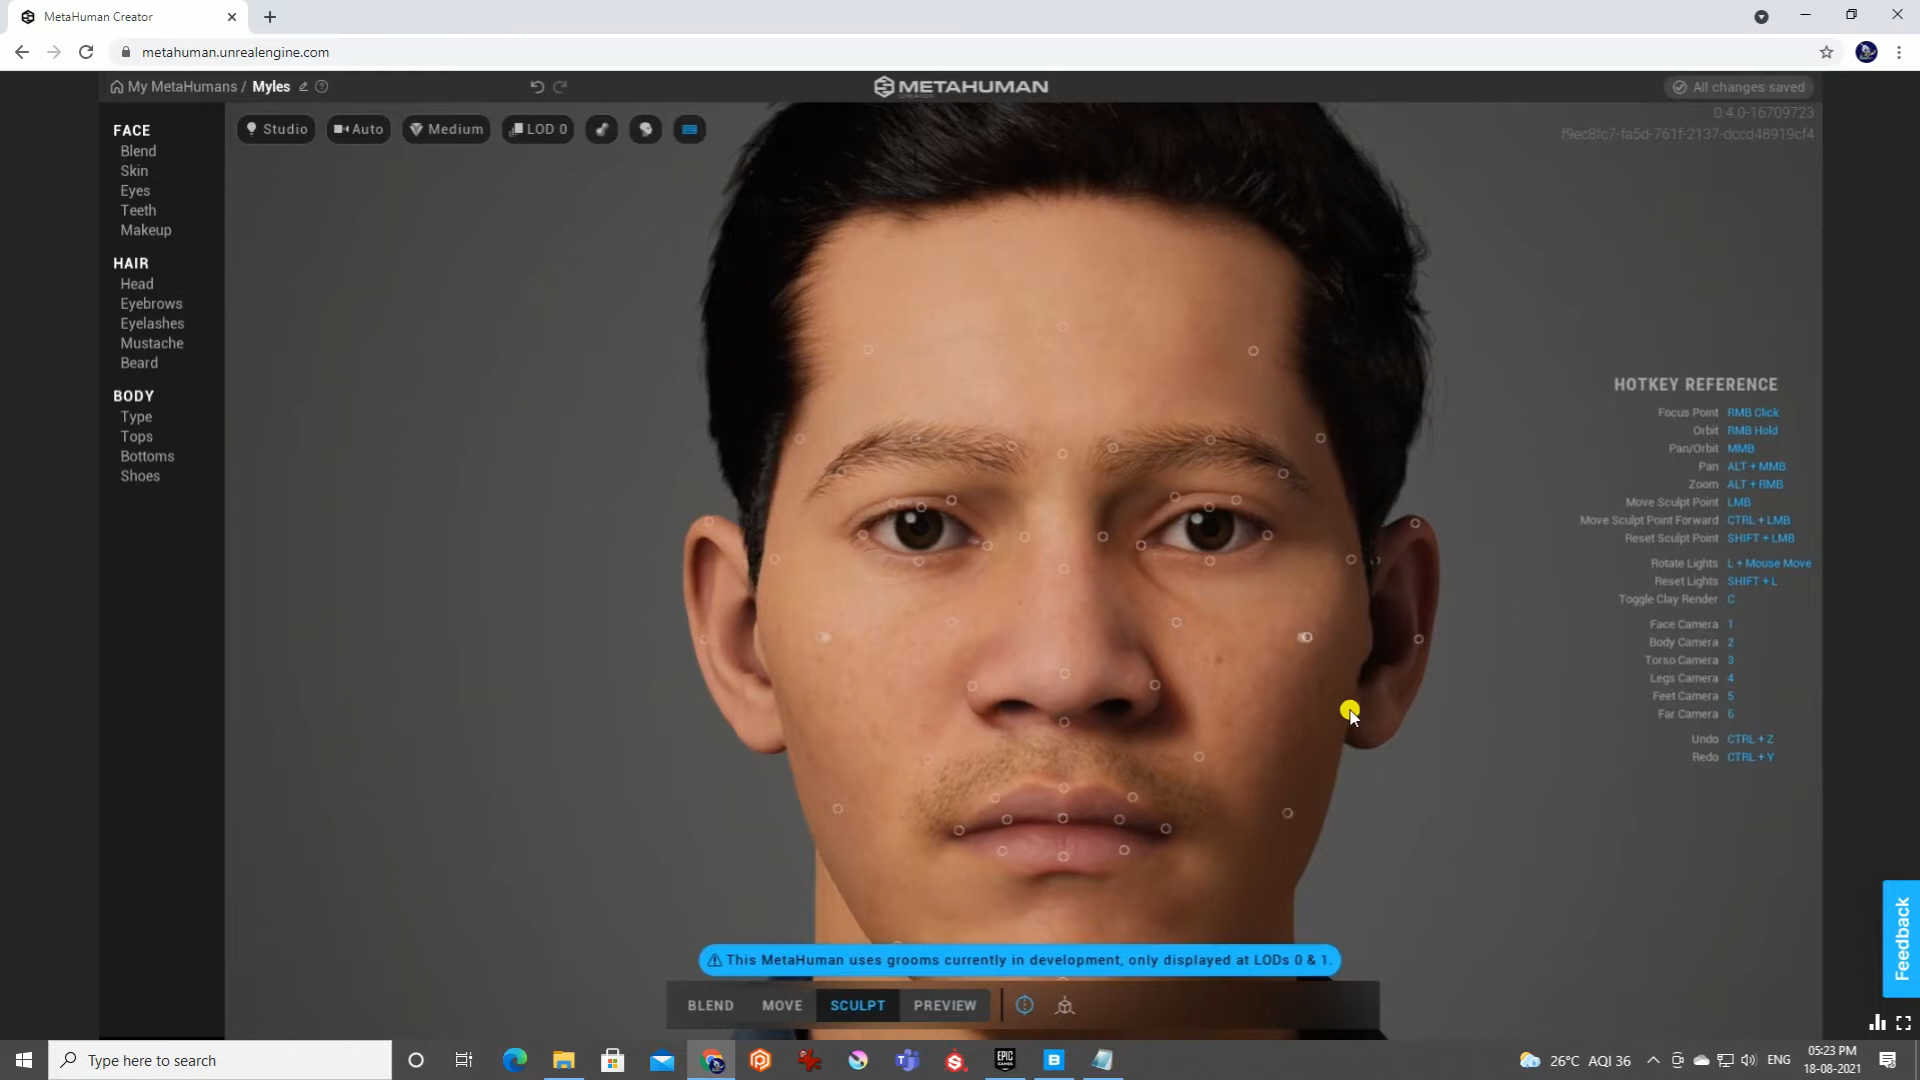 MetaHuman Creator
metahuman.unrealengine.com
My MetaHumans / Myles
METAHUMAN
CREATOR
All changes saved
0.4.0-16709723
f9ec8fc7-fa5d-761f-2137-dccd48919cf4
Studio
Auto
Medium
LOD 0
FACE
Blend
Skin
Eyes
Teeth
Makeup
HAIR
Head
Eyebrows
Eyelashes
Mustache
Beard
BODY
Type
Tops
Bottoms
Shoes
HOTKEY REFERENCE
Focus Point RMB Click
Orbit RMB Hold
Pan/Orbit MMB
Pan ALT + MMB
Zoom ALT + RMB
Move Sculpt Point LMB
Move Sculpt Point Forward CTRL + LMB
Reset Sculpt Point SHIFT + LMB
Rotate Lights L + Mouse Move
Reset Lights SHIFT + L
Toggle Clay Render C
Face Camera 1
Body Camera 2
Torso Camera 3
Legs Camera 4
Feet Camera 5
Far Camera 6
Undo CTRL + Z
Redo CTRL + Y
Feedback
This MetaHuman uses grooms currently in development, only displayed at LODs 0 & 1.
BLEND MOVE SCULPT PREVIEW
Type here to search
EPIC
GAMES
26°C AQI 36
ENG
05:23 PM
18-08-2021